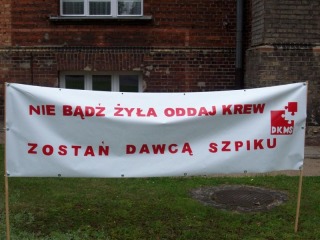 NIE BĄDŹ ŻYŁA ODDAJ KREW
DKMS
ZOSTAŃ DAWCĄ SZPIKU